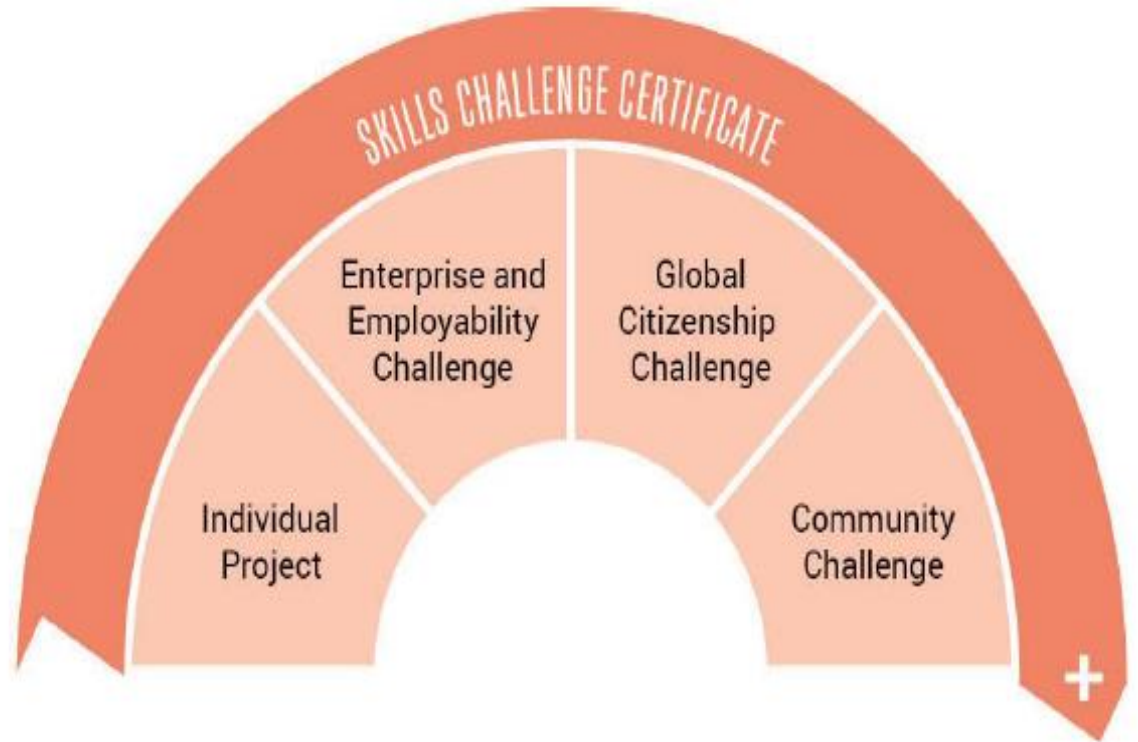 SKILLS CHALLENGE CERTIFICATE
Individual
Project
Enterprise and
Employability
Challenge
Global
Citizenship
Challenge
Community
Challenge
+